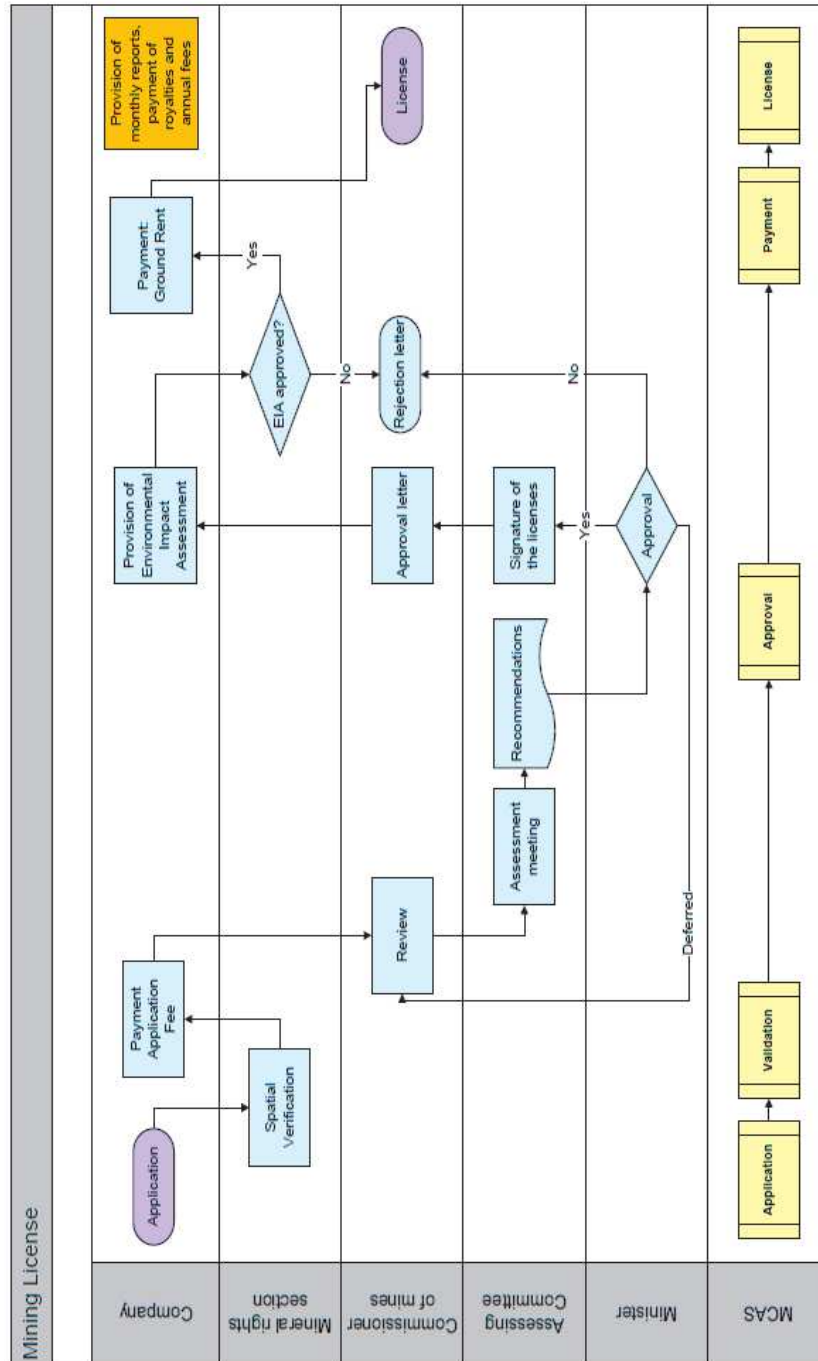 Mining License
Company
Application
Payment
Application
Fee
Provision of
Environmental
Impact
Assessment
Payment:
Ground Rent
Provision of
monthly reports,
payment of
royalties and
annual fees
Mineral rights
section
Spatial
Verification
EIA approved?
Yes
No
Commissioner
of mines
Review
Approval letter
Rejection letter
License
Assessing
Committee
Assessment
meeting
Recommendations
Signature of
the licenses
Minister
Deferred
Yes
Approval
No
MCAS
Application
Validation
Approval
Payment
License